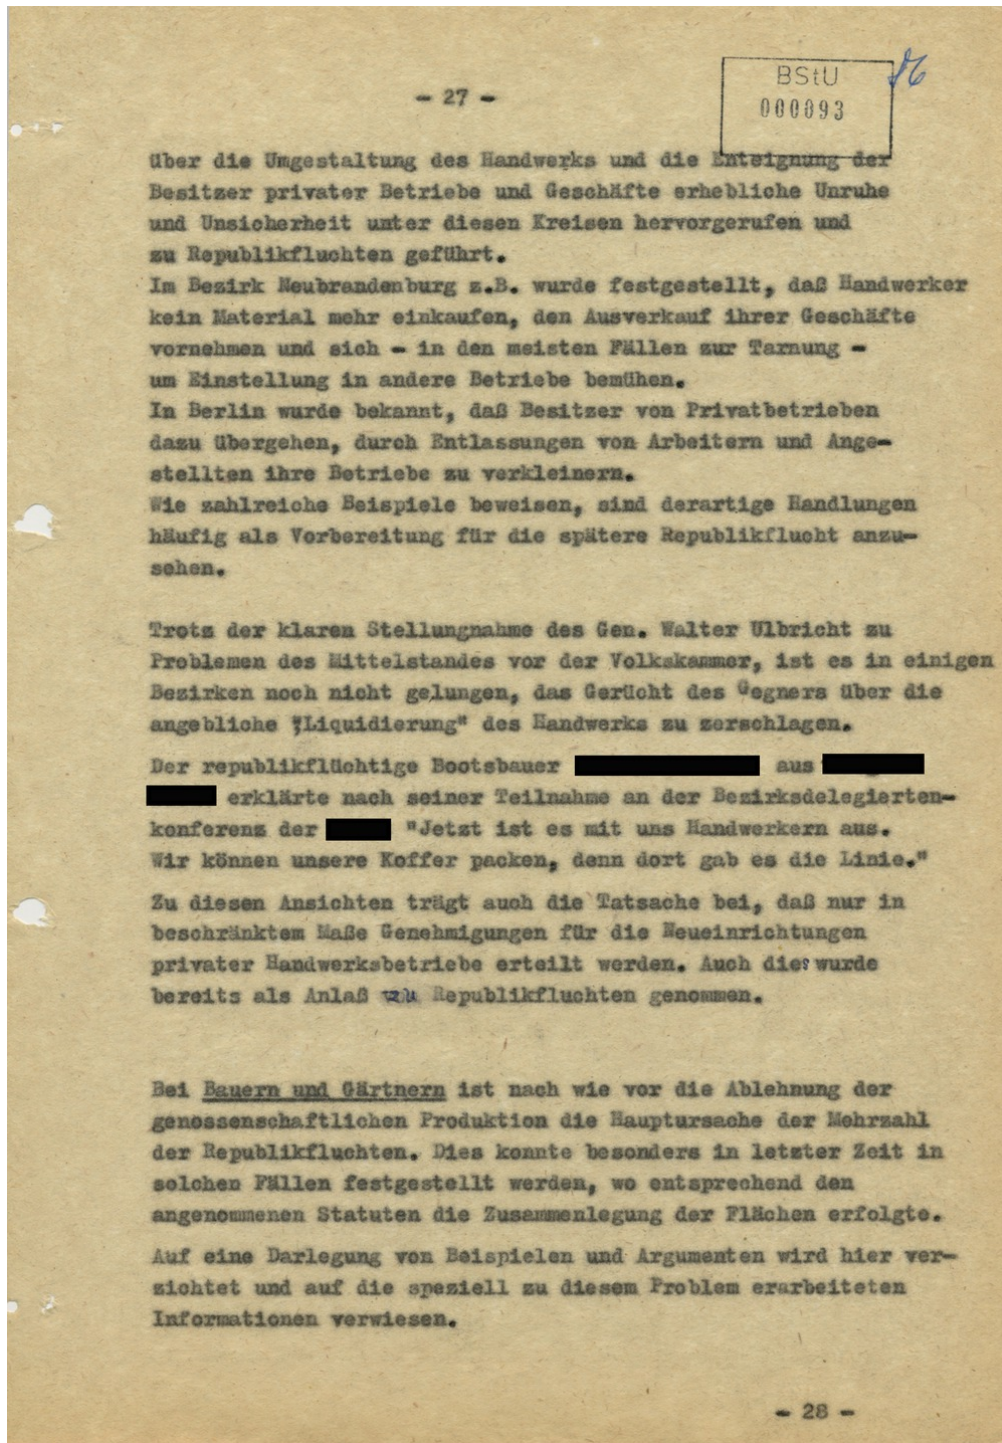 - 27 -
BStU
000093
86
über die Umgestaltung des Handwerks und die Enteignung der
Besitzer privater Betriebe und Geschäfte erhebliche Unruhe
und Unsicherheit unter diesen Kreisen hervorgerufen und
zu Republikfluchten geführt.
Im Bezirk Neubrandenburg z.B. wurde festgestellt, daß Handwerker
kein Material mehr einkaufen, den Ausverkauf ihrer Geschäfte
vornehmen und sich - in den meisten Fällen zur Tarnung -
um Einstellung in andere Betriebe bemühen.
In Berlin wurde bekannt, daß Besitzer von Privatbetrieben
dazu übergehen, durch Entlassungen von Arbeitern und Ange-
stellten ihre Betriebe zu verkleinern.
Wie zahlreiche Beispiele beweisen, sind derartige Handlungen
häufig als Vorbereitung für die spätere Republikflucht anzu-
sehen.
Trotz der klaren Stellungnahme des Gen. Walter Ulbricht zu
Problemen des Mittelstandes vor der Volkskammer, ist es in einigen
Bezirken noch nicht gelungen, das Gerücht des Gegners über die
angebliche "Liquidierung" des Handwerks zu zerschlagen.
Der republikflüchtige Bootsbauer aus
erklärte nach seiner Teilnahme an der Bezirksdelegierten-
konferenz der "Jetzt ist es mit uns Handwerkern aus.
Wir können unsere Koffer packen, denn dort gab es die Linie."
Zu diesen Ansichten trägt auch die Tatsache bei, daß nur in
beschränktem Maße Genehmigungen für die Neueinrichtungen
privater Handwerksbetriebe erteilt werden. Auch dies wurde
bereits als Anlaß zu Republikfluchten genommen.
Bei Bauern und Gärtnern ist nach wie vor die Ablehnung der
genossenschaftlichen Produktion die Hauptursache der Mehrzahl
der Republikfluchten. Dies konnte besonders in letzter Zeit in
solchen Fällen festgestellt werden, wo entsprechend den
angenommenen Statuten die Zusammenlegung der Flächen erfolgte.
Auf eine Darlegung von Beispielen und Argumenten wird hier ver-
zichtet und auf die speziell zu diesem Problem erarbeiteten
Informationen verwiesen.
- 28 -